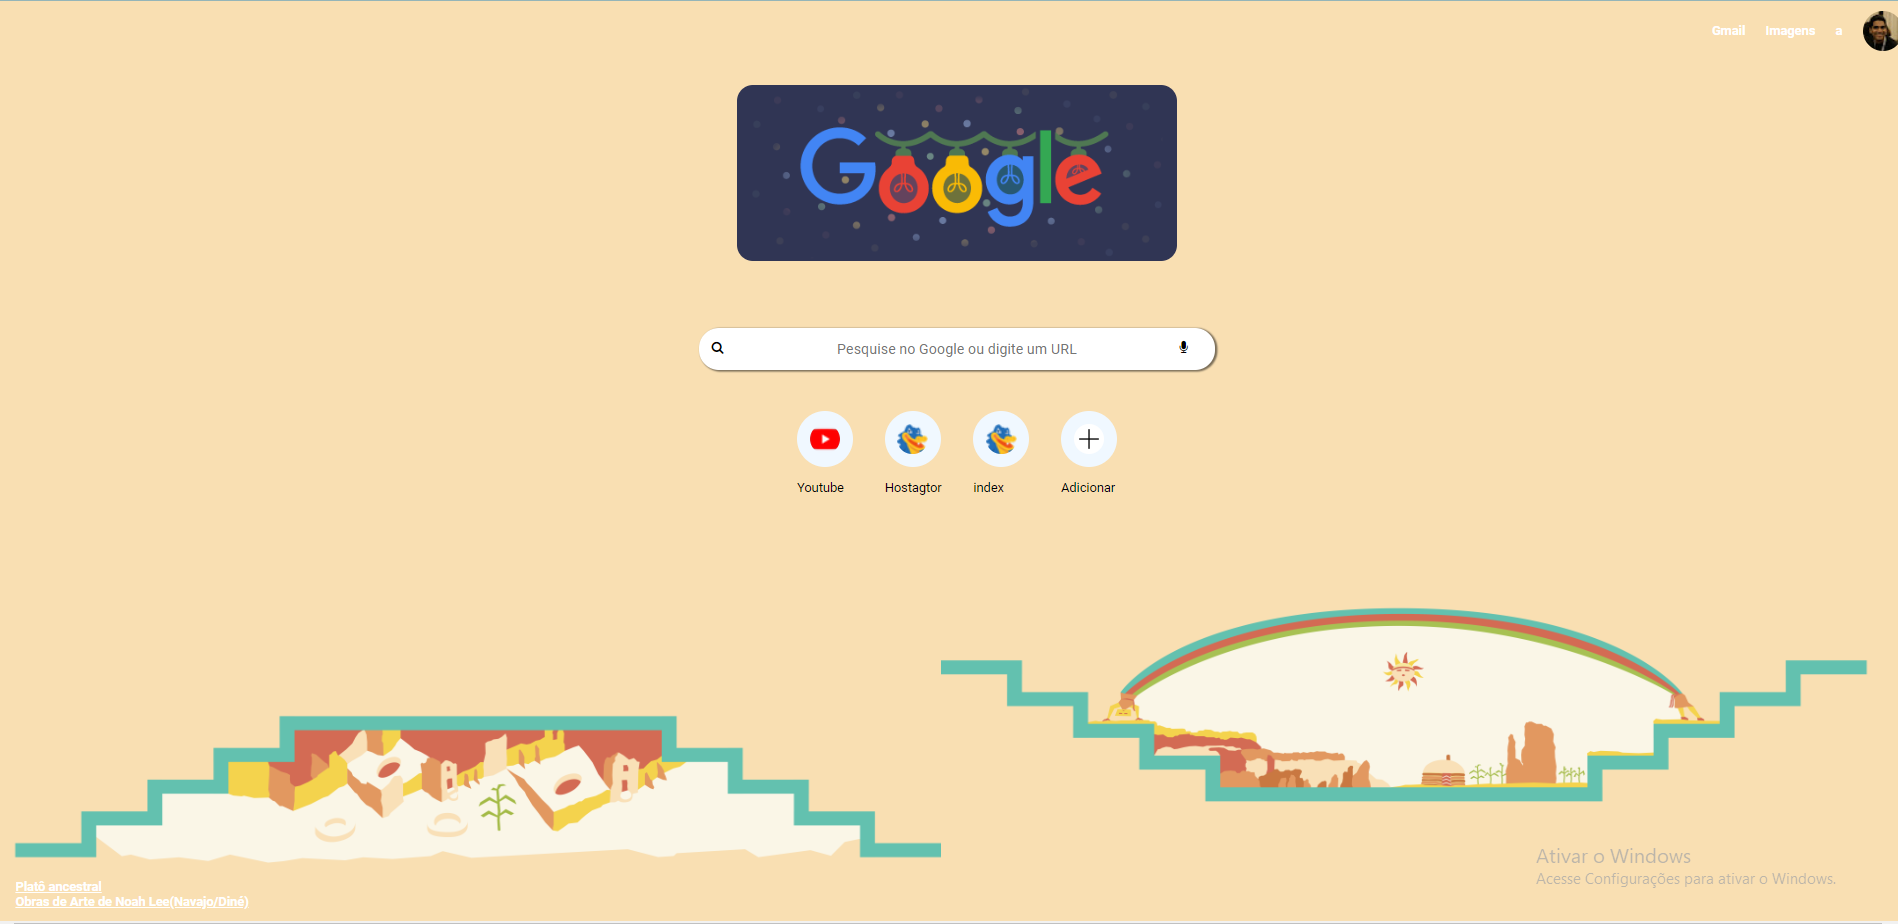 Gmail Imagens a
Google
Pesquise no Google ou digite um URL
Youtube Hostagtor index Adicionar
Ativar o Windows
Acesse Configurações para ativar o Windows.
Platô ancestral
Obras de Arte de Noah Lee(Navajo/Diné)